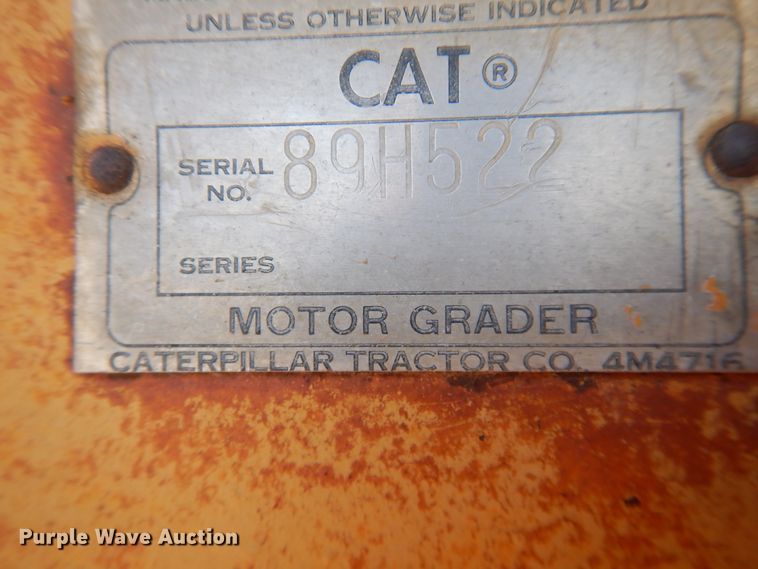 UNLESS OTHERWISE INDICATED
CAT®
SERIAL NO. 89H522
SERIES
MOTOR GRADER
CATERPILLAR TRACTOR CO. 4M4716
Purple Wave Auction